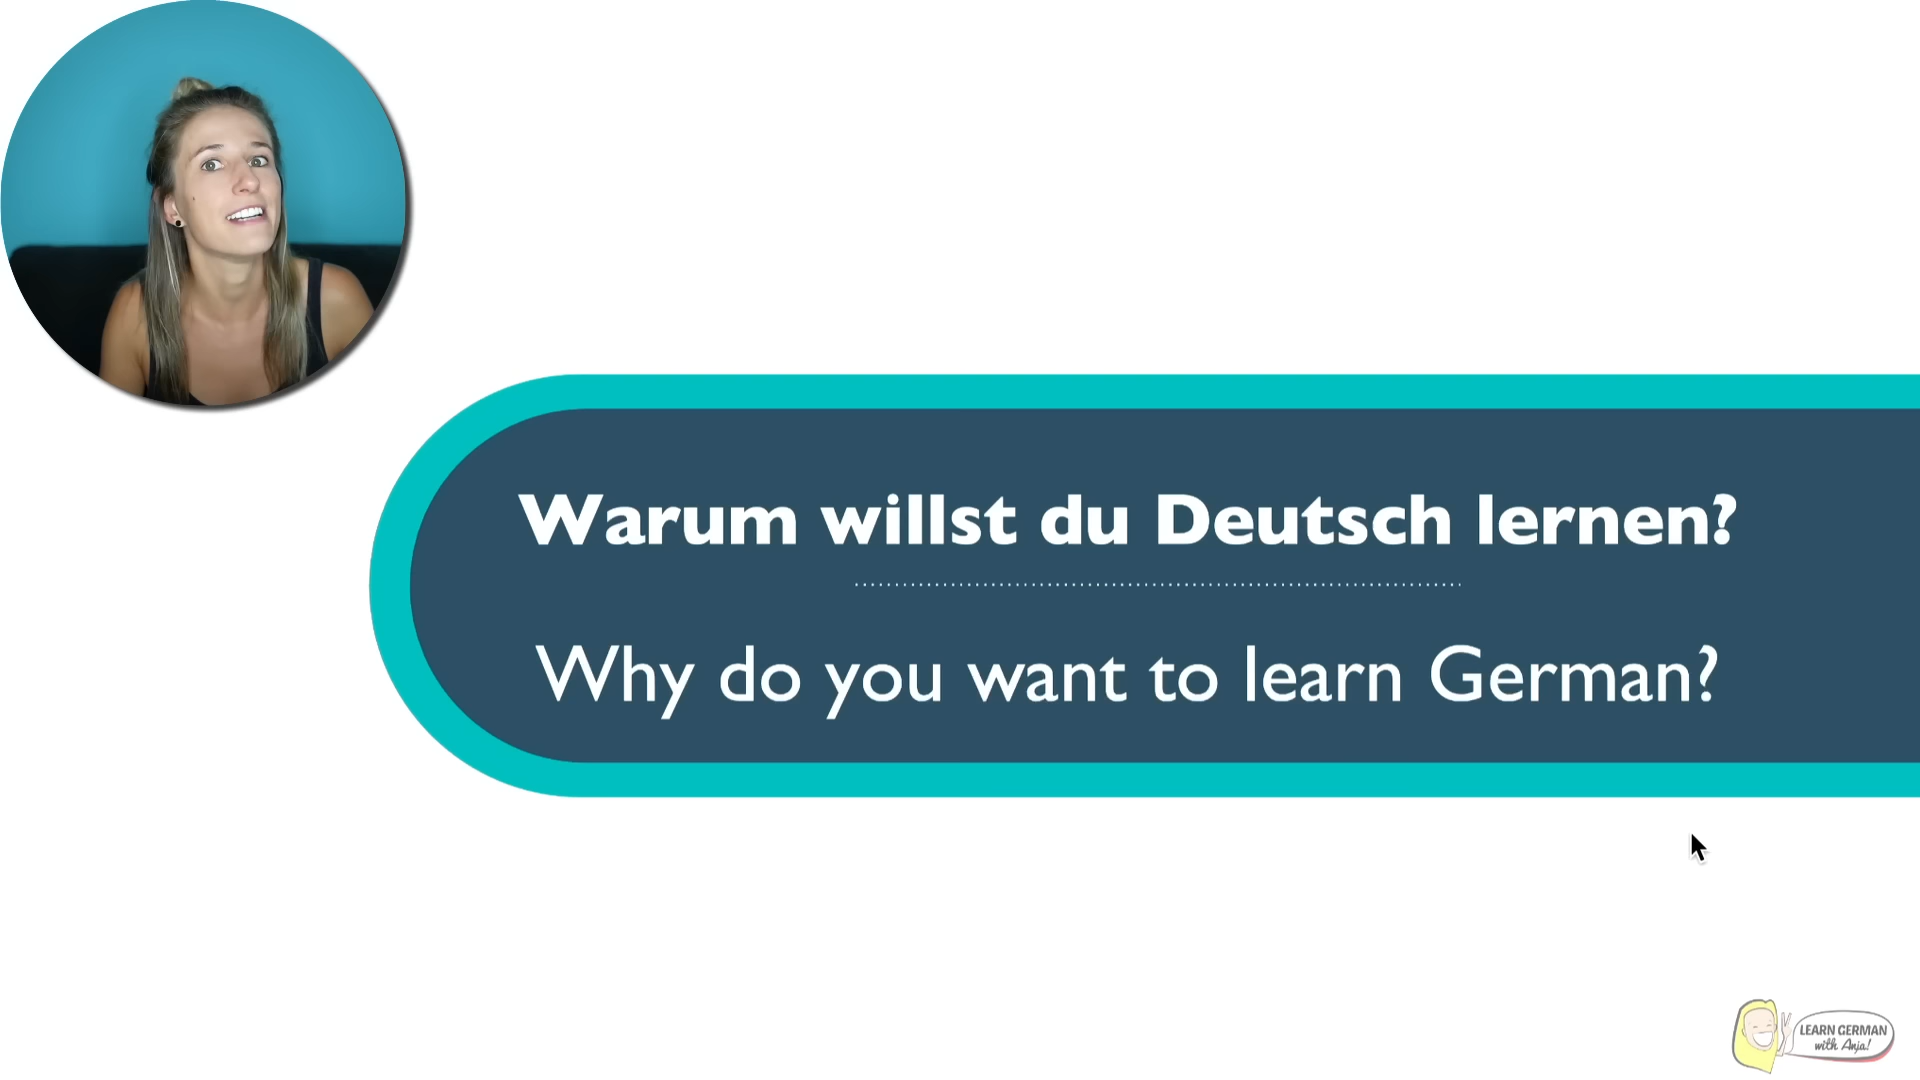 Warum willst du Deutsch lernen?
Why do you want to learn German?
LEARN GERMAN
with Anja!